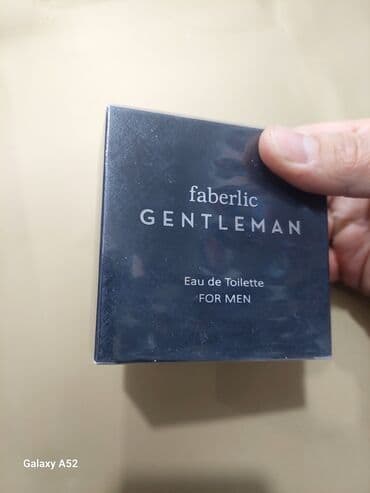 faberlic
GENTLEMAN
Eau de Toilette
FOR MEN
Galaxy A52